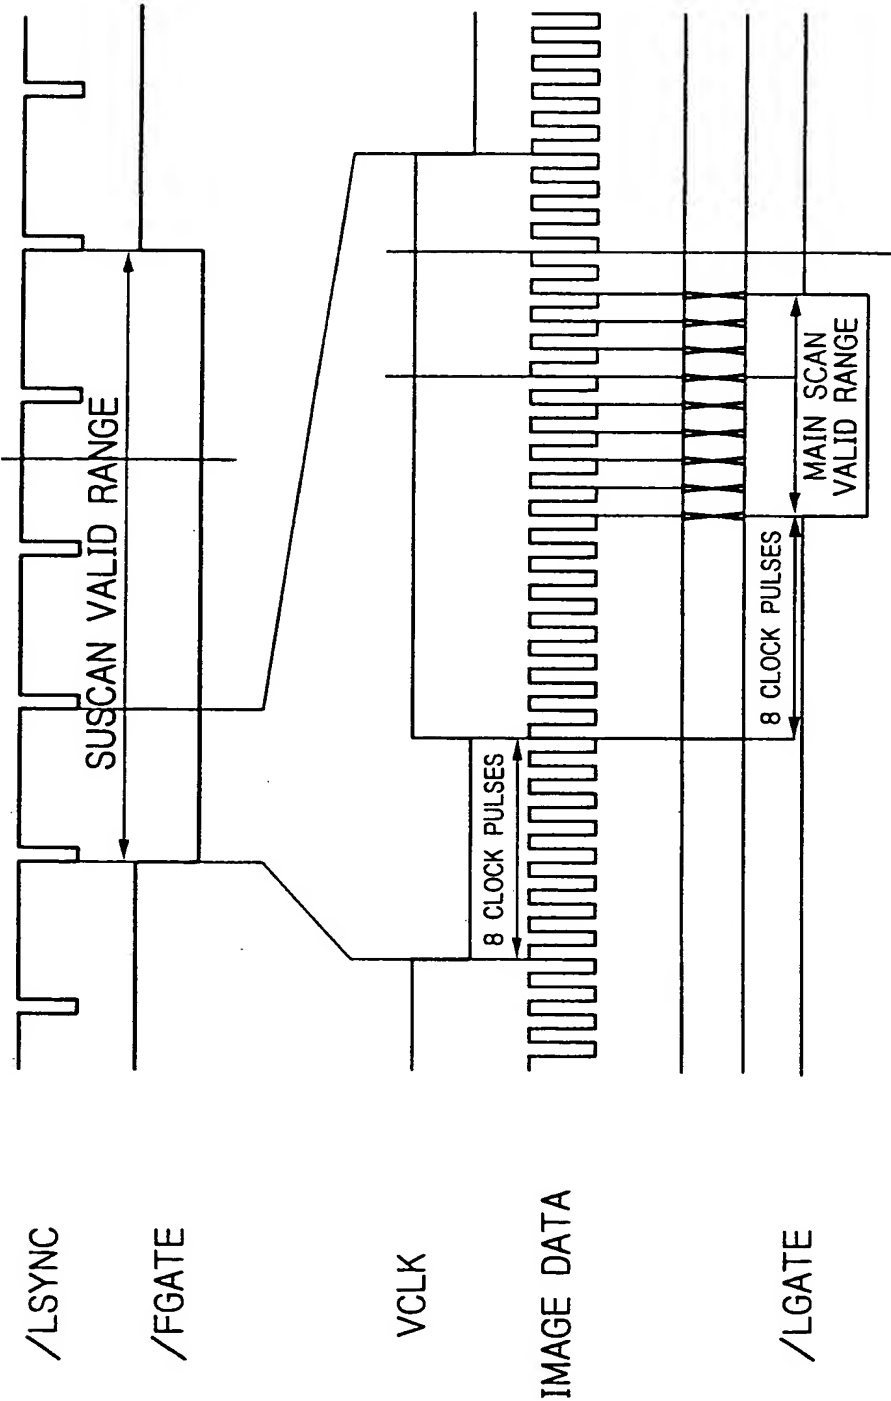 /LSYNC
SUSCAN VALID RANGE
/FGATE
VCLK
8 CLOCK PULSES
IMAGE DATA
8 CLOCK PULSES
MAIN SCAN
VALID RANGE
/LGATE